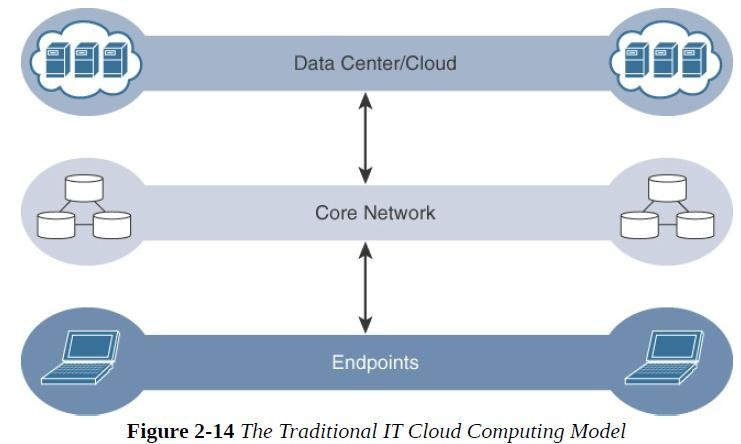 Data Center/Cloud
Core Network
Endpoints
Figure 2-14 The Traditional IT Cloud Computing Model